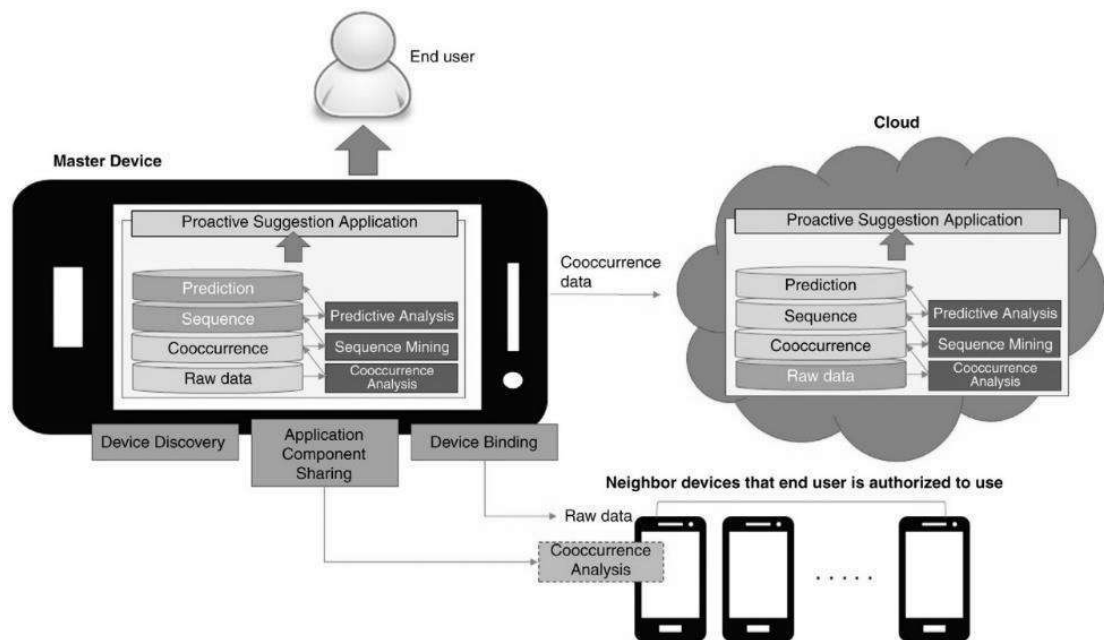 End user
Cloud
Master Device
Proactive Suggestion Application
Prediction
Sequence
Predictive Analysis
Cooccurrence
Sequence Mining
Raw data
Cooccurrence
Analysis
Cooccurrence
data
Proactive Suggestion Application
Prediction
Sequence
Predictive Analysis
Cooccurrence
Sequence Mining
Raw data
Cooccurrence
Analysis
Device Discovery
Application
Component
Sharing
Device Binding
Neighbor devices that end user is authorized to use
Raw data
Cooccurrence
Analysis